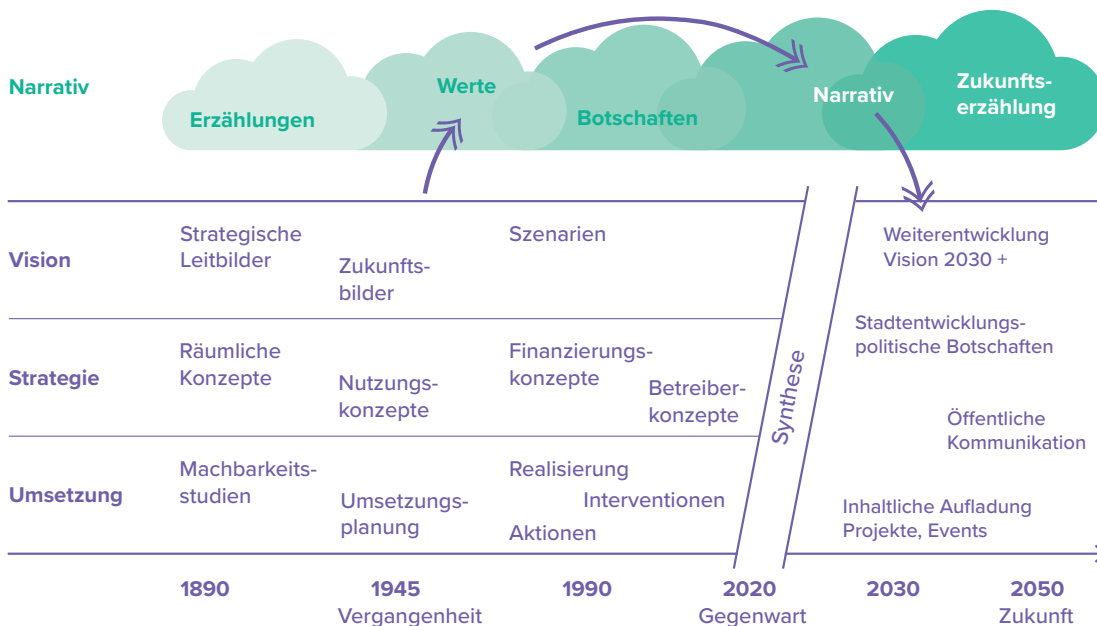 Narrativ
Erzählungen
Werte
Botschaften
Narrativ
Zukunfts-
erzählung
Vision
Strategische
Leitbilder
Zukunfts-
bilder
Szenarien
Strategie
Räumliche
Konzepte
Nutzungs-
konzepte
Finanzierungs-
konzepte
Betreiber-
konzepte
Umsetzung
Machbarkeits-
studien
Umsetzungs-
planung
Realisierung
Interventionen
Aktionen
Synthese
Weiterentwicklung
Vision 2030 +
Stadtentwicklungs-
politische Botschaften
Öffentliche
Kommunikation
Inhaltliche Aufladung
Projekte, Events
1890
1945
Vergangenheit
1990
2020
Gegenwart
2030
2050
Zukunft